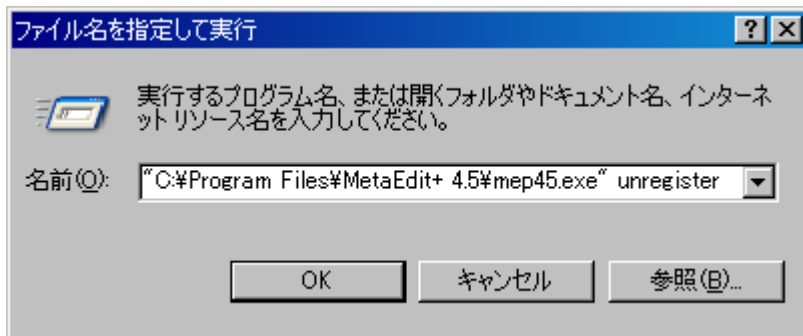 ファイル名を指定して実行
実行するプログラム名、または開くフォルダやドキュメント名、インターネ
ット リソース名を入力してください。
名前(O): "C:¥Program Files¥MetaEdit+ 4.5¥mep45.exe" unregister
OK キャンセル 参照(B)...